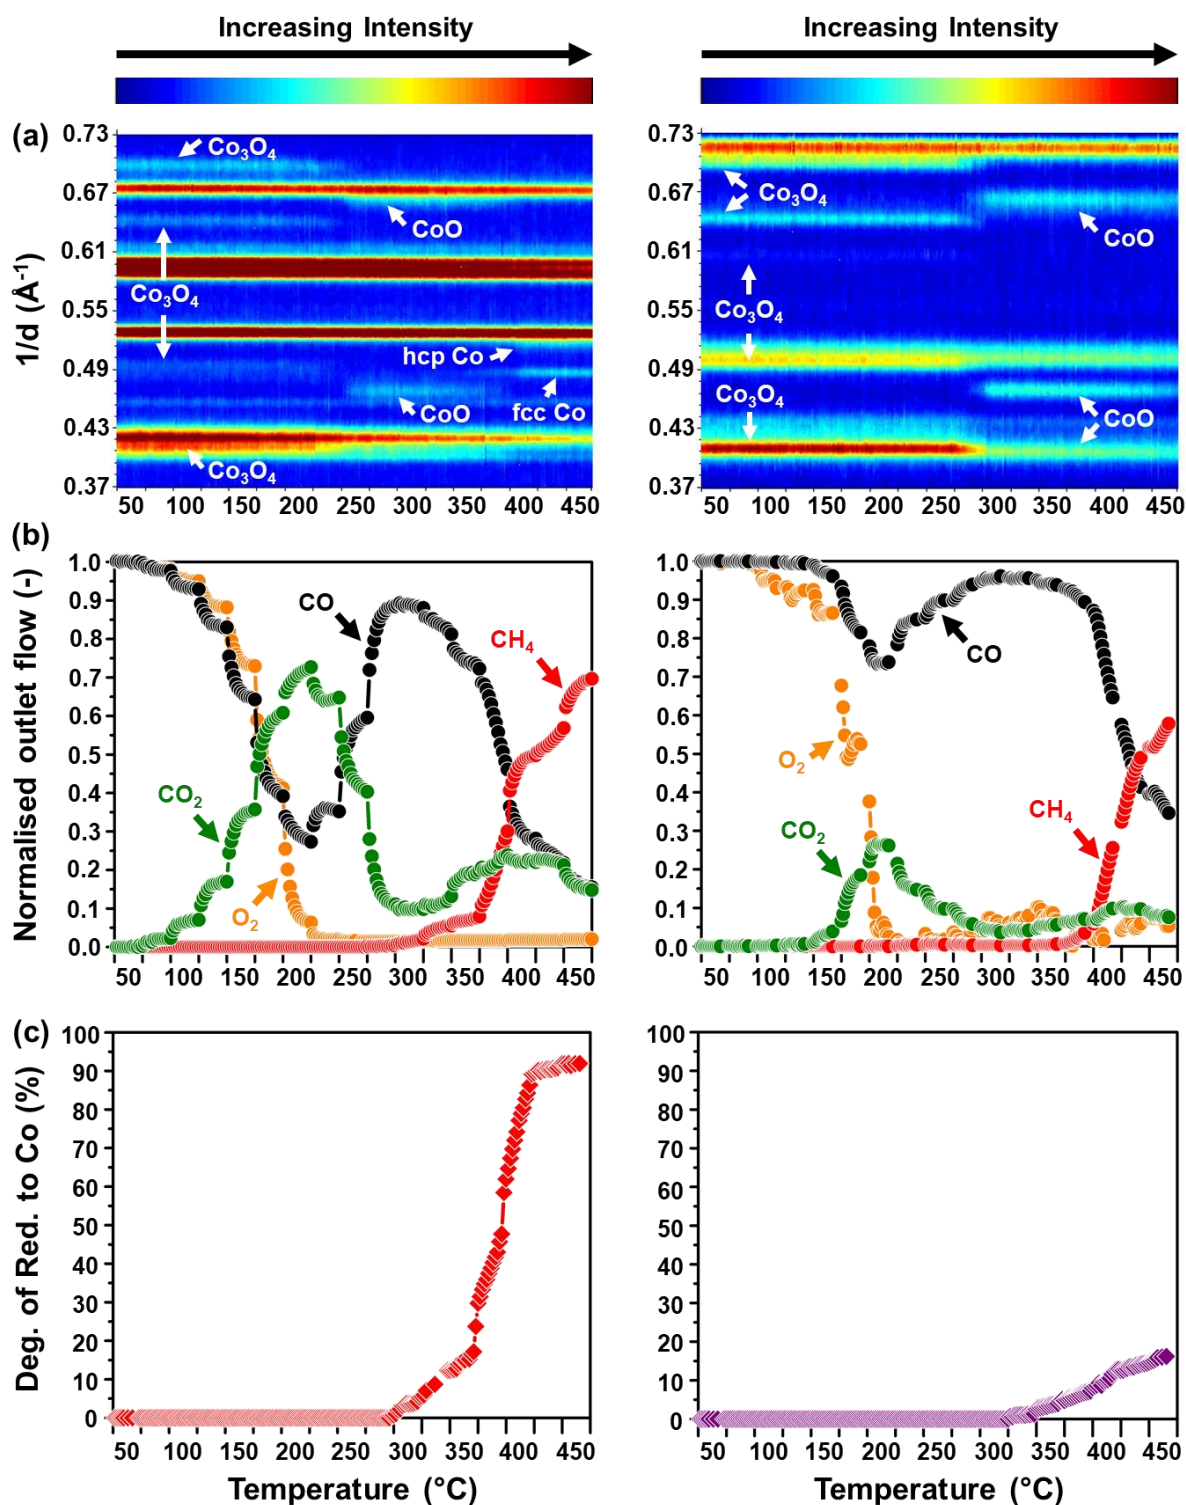 Increasing Intensity
Increasing Intensity
(a)
1/d (Å-1)
0.73
0.67
0.61
0.55
0.49
0.43
0.37
Co3O4
CoO
Co3O4
hcp Co
CoO
fcc Co
Co3O4
50 100 150 200 250 300 350 400 450
0.73
0.67
0.61
0.55
0.49
0.43
0.37
Co3O4
CoO
Co3O4
Co3O4
CoO
50 100 150 200 250 300 350 400 450
(b)
Normalised outlet flow (-)
1.0
0.9
0.8
0.7
0.6
0.5
0.4
0.3
0.2
0.1
0.0
CO
CH4
CO2
O2
50 100 150 200 250 300 350 400 450
1.0
0.9
0.8
0.7
0.6
0.5
0.4
0.3
0.2
0.1
0.0
CO
O2
CH4
CO2
50 100 150 200 250 300 350 400 450
(c)
Deg. of Red. to Co (%)
100
90
80
70
60
50
40
30
20
10
0
50 100 150 200 250 300 350 400 450
Temperature (°C)
100
90
80
70
60
50
40
30
20
10
0
50 100 150 200 250 300 350 400 450
Temperature (°C)